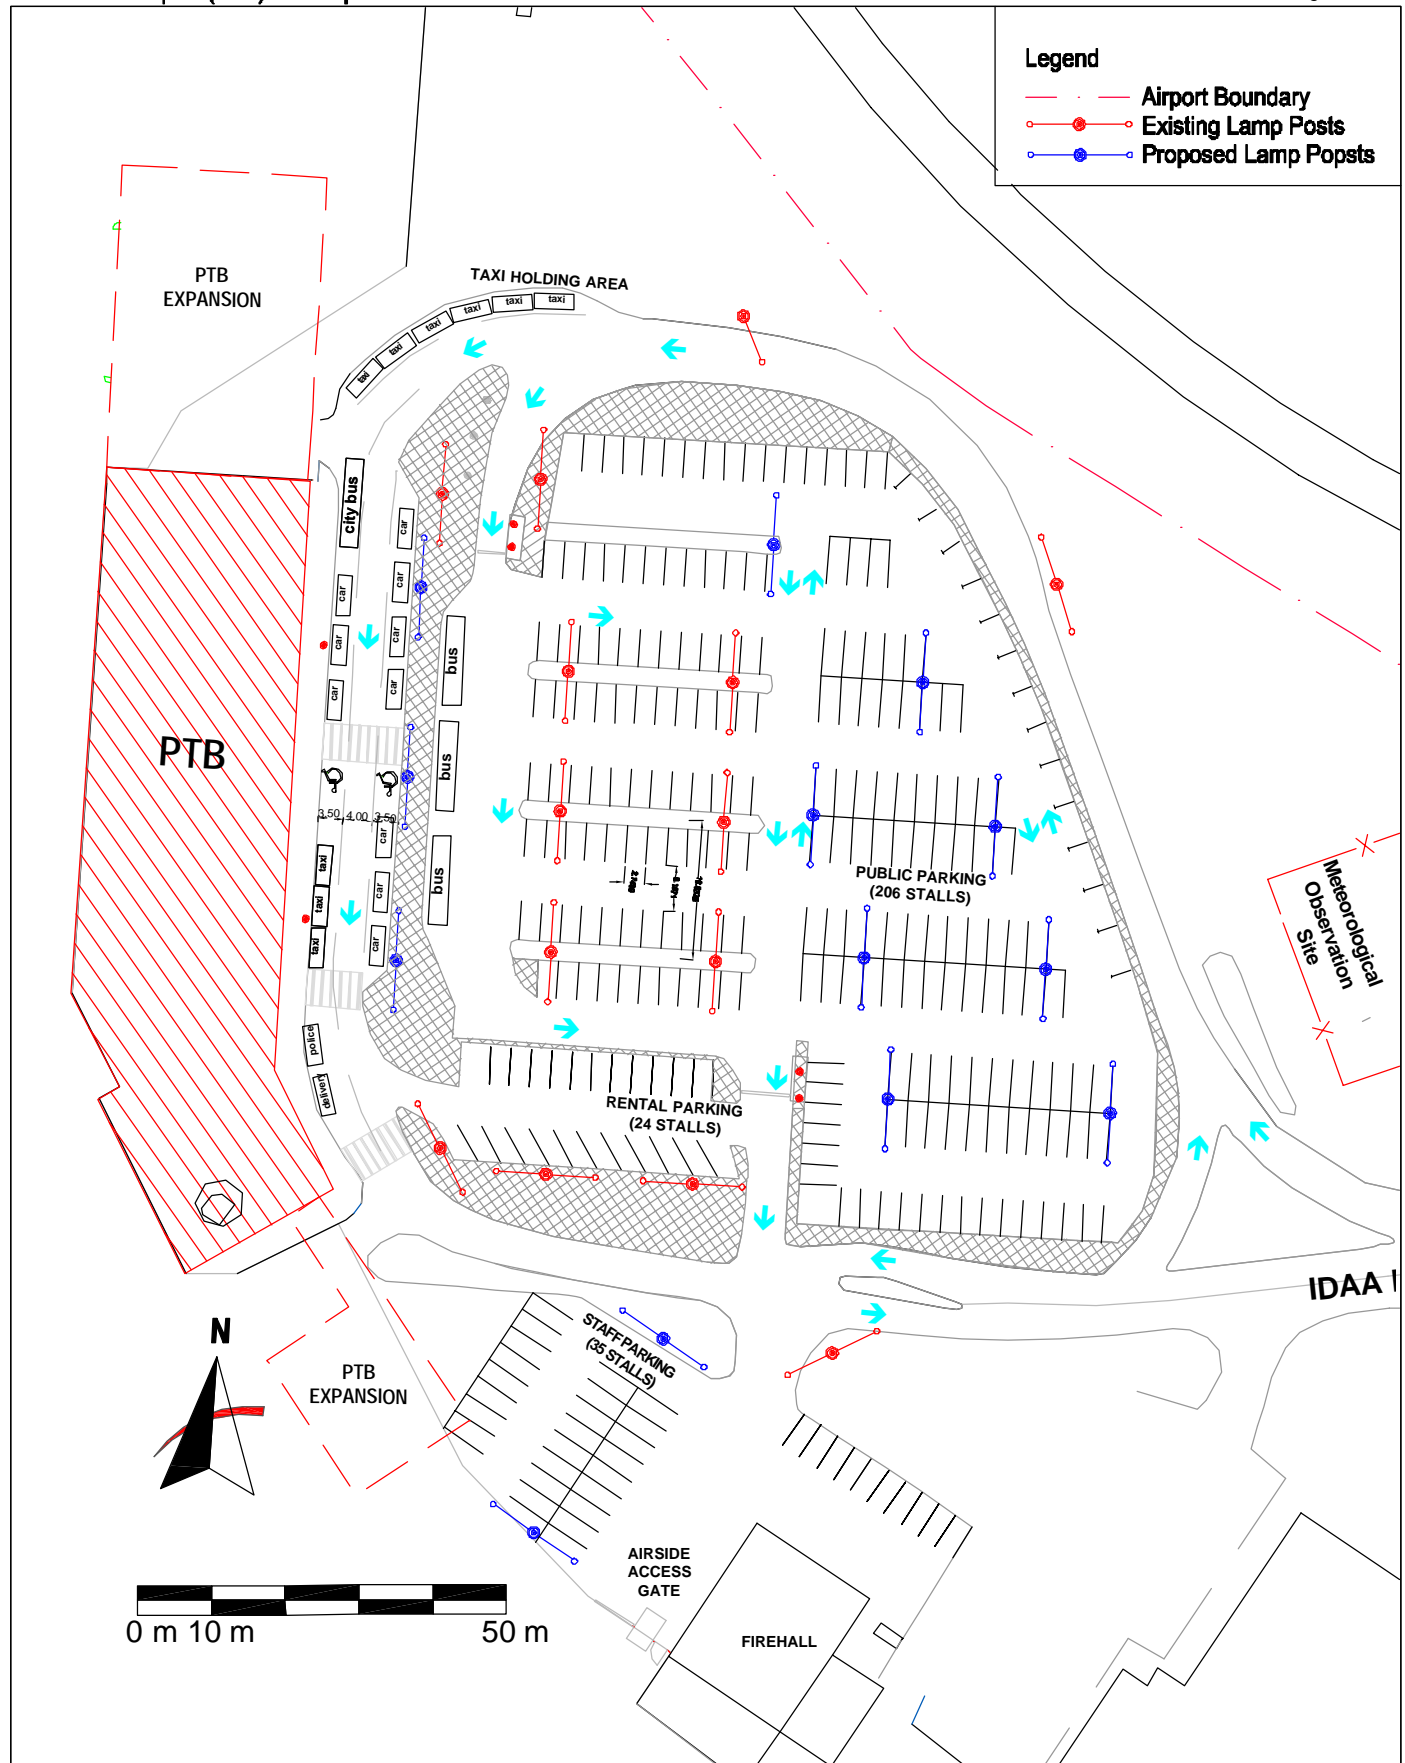 Legend
Airport Boundary
Existing Lamp Posts
Proposed Lamp Popsts
PTB
EXPANSION
TAXI HOLDING AREA
taxi
taxi
taxi
taxi
taxi
taxi
taxi
city bus
car
car
car
car
car
car
car
bus
bus
bus
PTB
3.50 4.00 3.50
car
car
car
taxi
taxi
taxi
PUBLIC PARKING
(206 STALLS)
Meteorological
Observation
Site
police
delivery
RENTAL PARKING
(24 STALLS)
IDAA
STAFF PARKING
(35 STALLS)
N
PTB
EXPANSION
AIRSIDE
ACCESS
GATE
FIREHALL
0 m 10 m 50 m